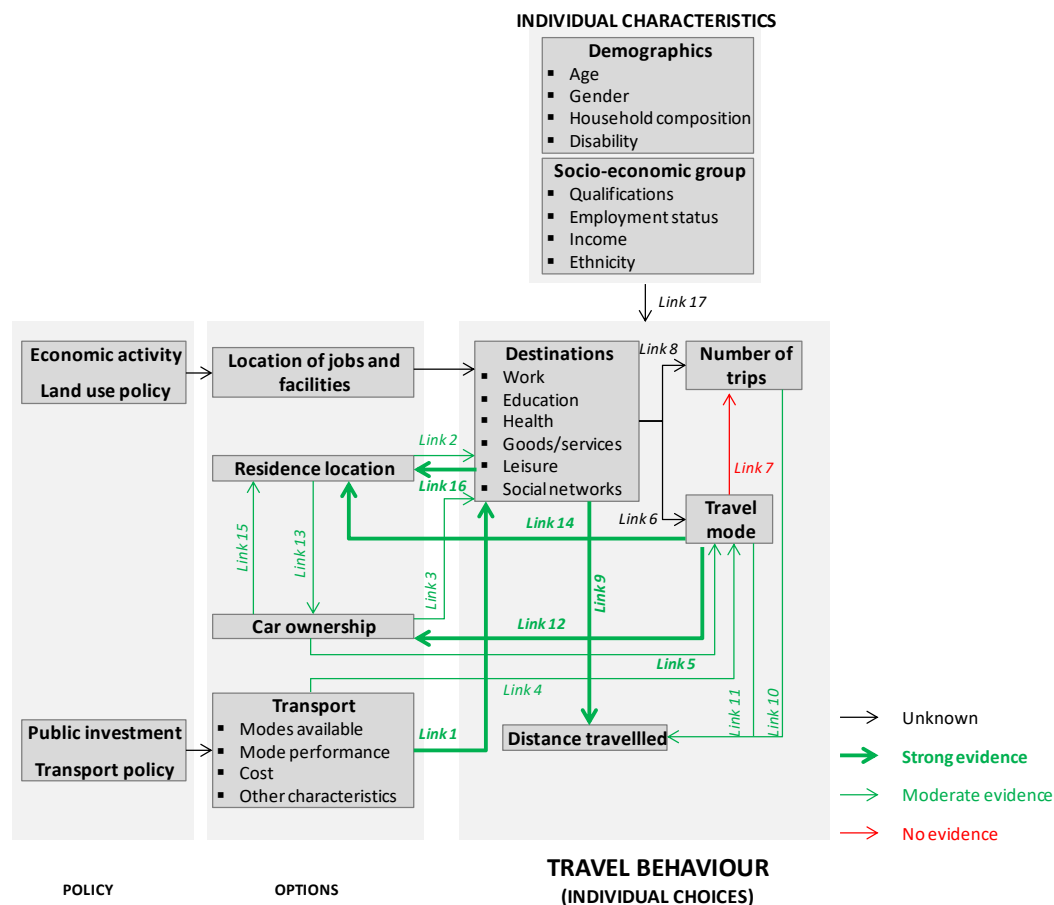 INDIVIDUAL CHARACTERISTICS
Demographics
▪ Age
▪ Gender
▪ Household composition
▪ Disability
Socio-economic group
▪ Qualifications
▪ Employment status
▪ Income
▪ Ethnicity
Link 17
Economic activity
Land use policy
Location of jobs and
facilities
Destinations
▪ Work
▪ Education
▪ Health
▪ Goods/services
▪ Leisure
▪ Social networks
Link 8
Number of
trips
Link 2
Residence location
Link 16
Link 7
Link 6
Travel
mode
Link 14
Link 15
Link 13
Link 3
Link 9
Car ownership
Link 12
Link 5
Link 4
Link 11
Link 10
Public investment
Transport policy
Transport
▪ Modes available
▪ Mode performance
▪ Cost
▪ Other characteristics
Link 1
Distance travellled
Unknown
Strong evidence
Moderate evidence
No evidence
POLICY
OPTIONS
TRAVEL BEHAVIOUR
(INDIVIDUAL CHOICES)